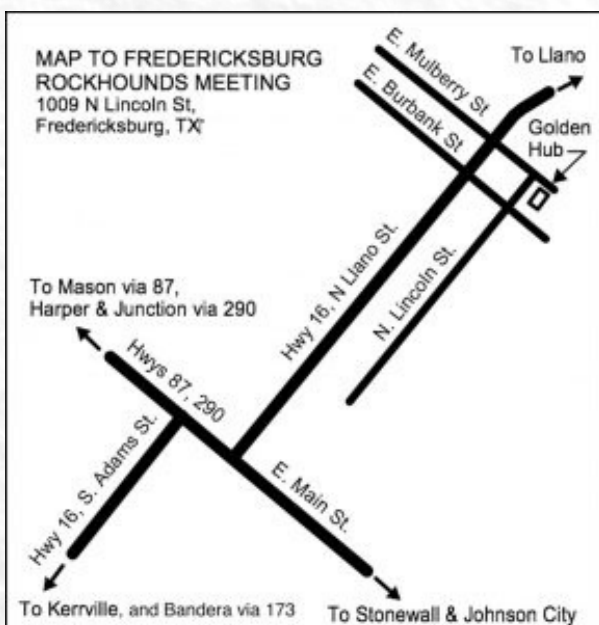 MAP TO FREDERICKSBURG
ROCKHOUNDS MEETING
1009 N Lincoln St,
Fredericksburg, TX
E. Mulberry St
To Llano
E. Burbank St
Golden
Hub
Hwy 16, N Llano St.
N. Lincoln St.
To Mason via 87,
Harper & Junction via 290
Hwys 87, 290
Hwy 16, S. Adams St.
E. Main St.
To Kerrville, and Bandera via 173
To Stonewall & Johnson City